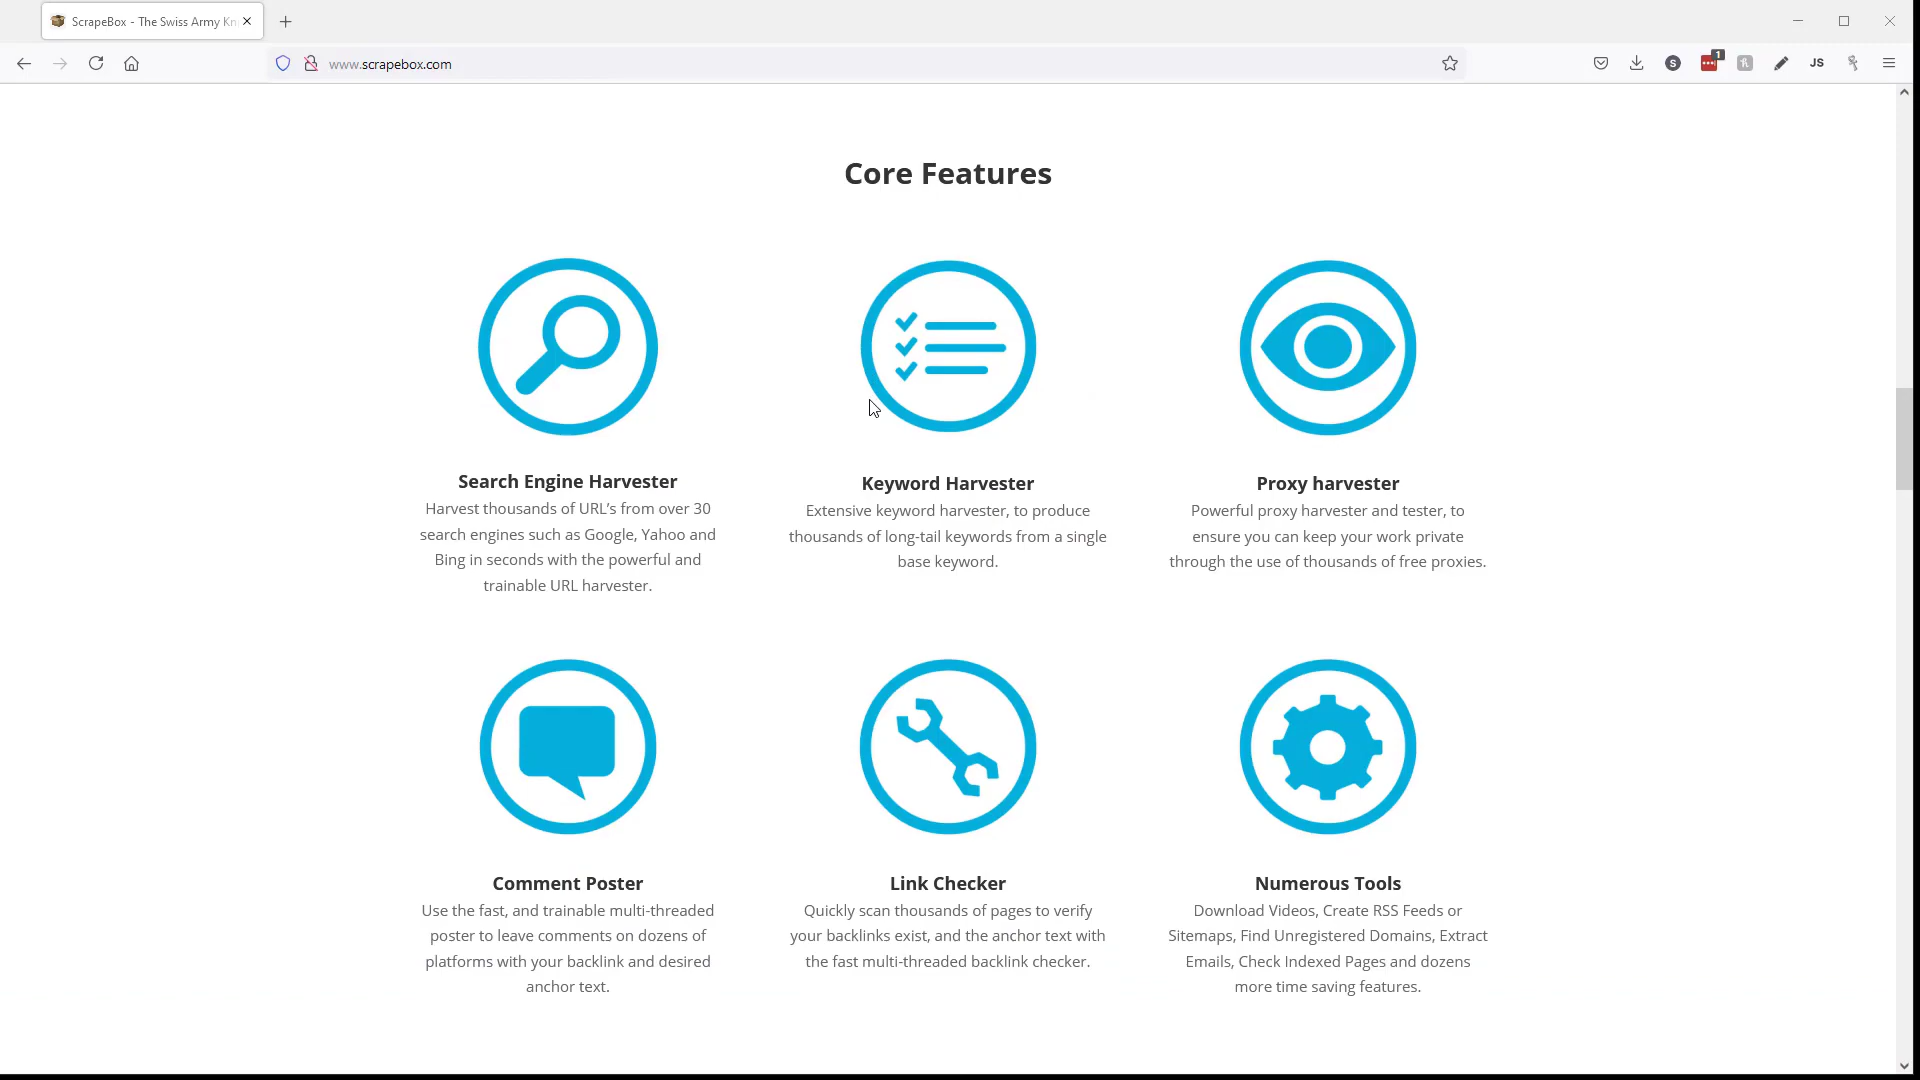 ScrapeBox - The Swiss Army Kn
www.scrapebox.com
S
1
JS
Core Features
Search Engine Harvester
Harvest thousands of URL’s from over 30
search engines such as Google, Yahoo and
Bing in seconds with the powerful and
trainable URL harvester.
Keyword Harvester
Extensive keyword harvester, to produce
thousands of long-tail keywords from a single
base keyword.
Proxy harvester
Powerful proxy harvester and tester, to
ensure you can keep your work private
through the use of thousands of free proxies.
Comment Poster
Use the fast, and trainable multi-threaded
poster to leave comments on dozens of
platforms with your backlink and desired
anchor text.
Link Checker
Quickly scan thousands of pages to verify
your backlinks exist, and the anchor text with
the fast multi-threaded backlink checker.
Numerous Tools
Download Videos, Create RSS Feeds or
Sitemaps, Find Unregistered Domains, Extract
Emails, Check Indexed Pages and dozens
more time saving features.